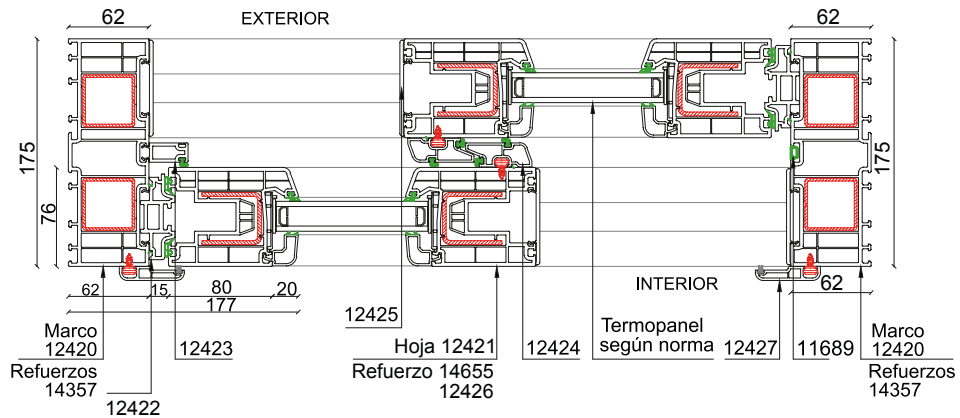 62
EXTERIOR
62
175
76
175
INTERIOR
62
15
80
20
177
62
Marco
12420
Refuerzos
14357
12422
12423
12425
Hoja 12421
Refuerzo 14655
12426
12424
Termopanel
según norma
12427
11689
Marco
12420
Refuerzos
14357